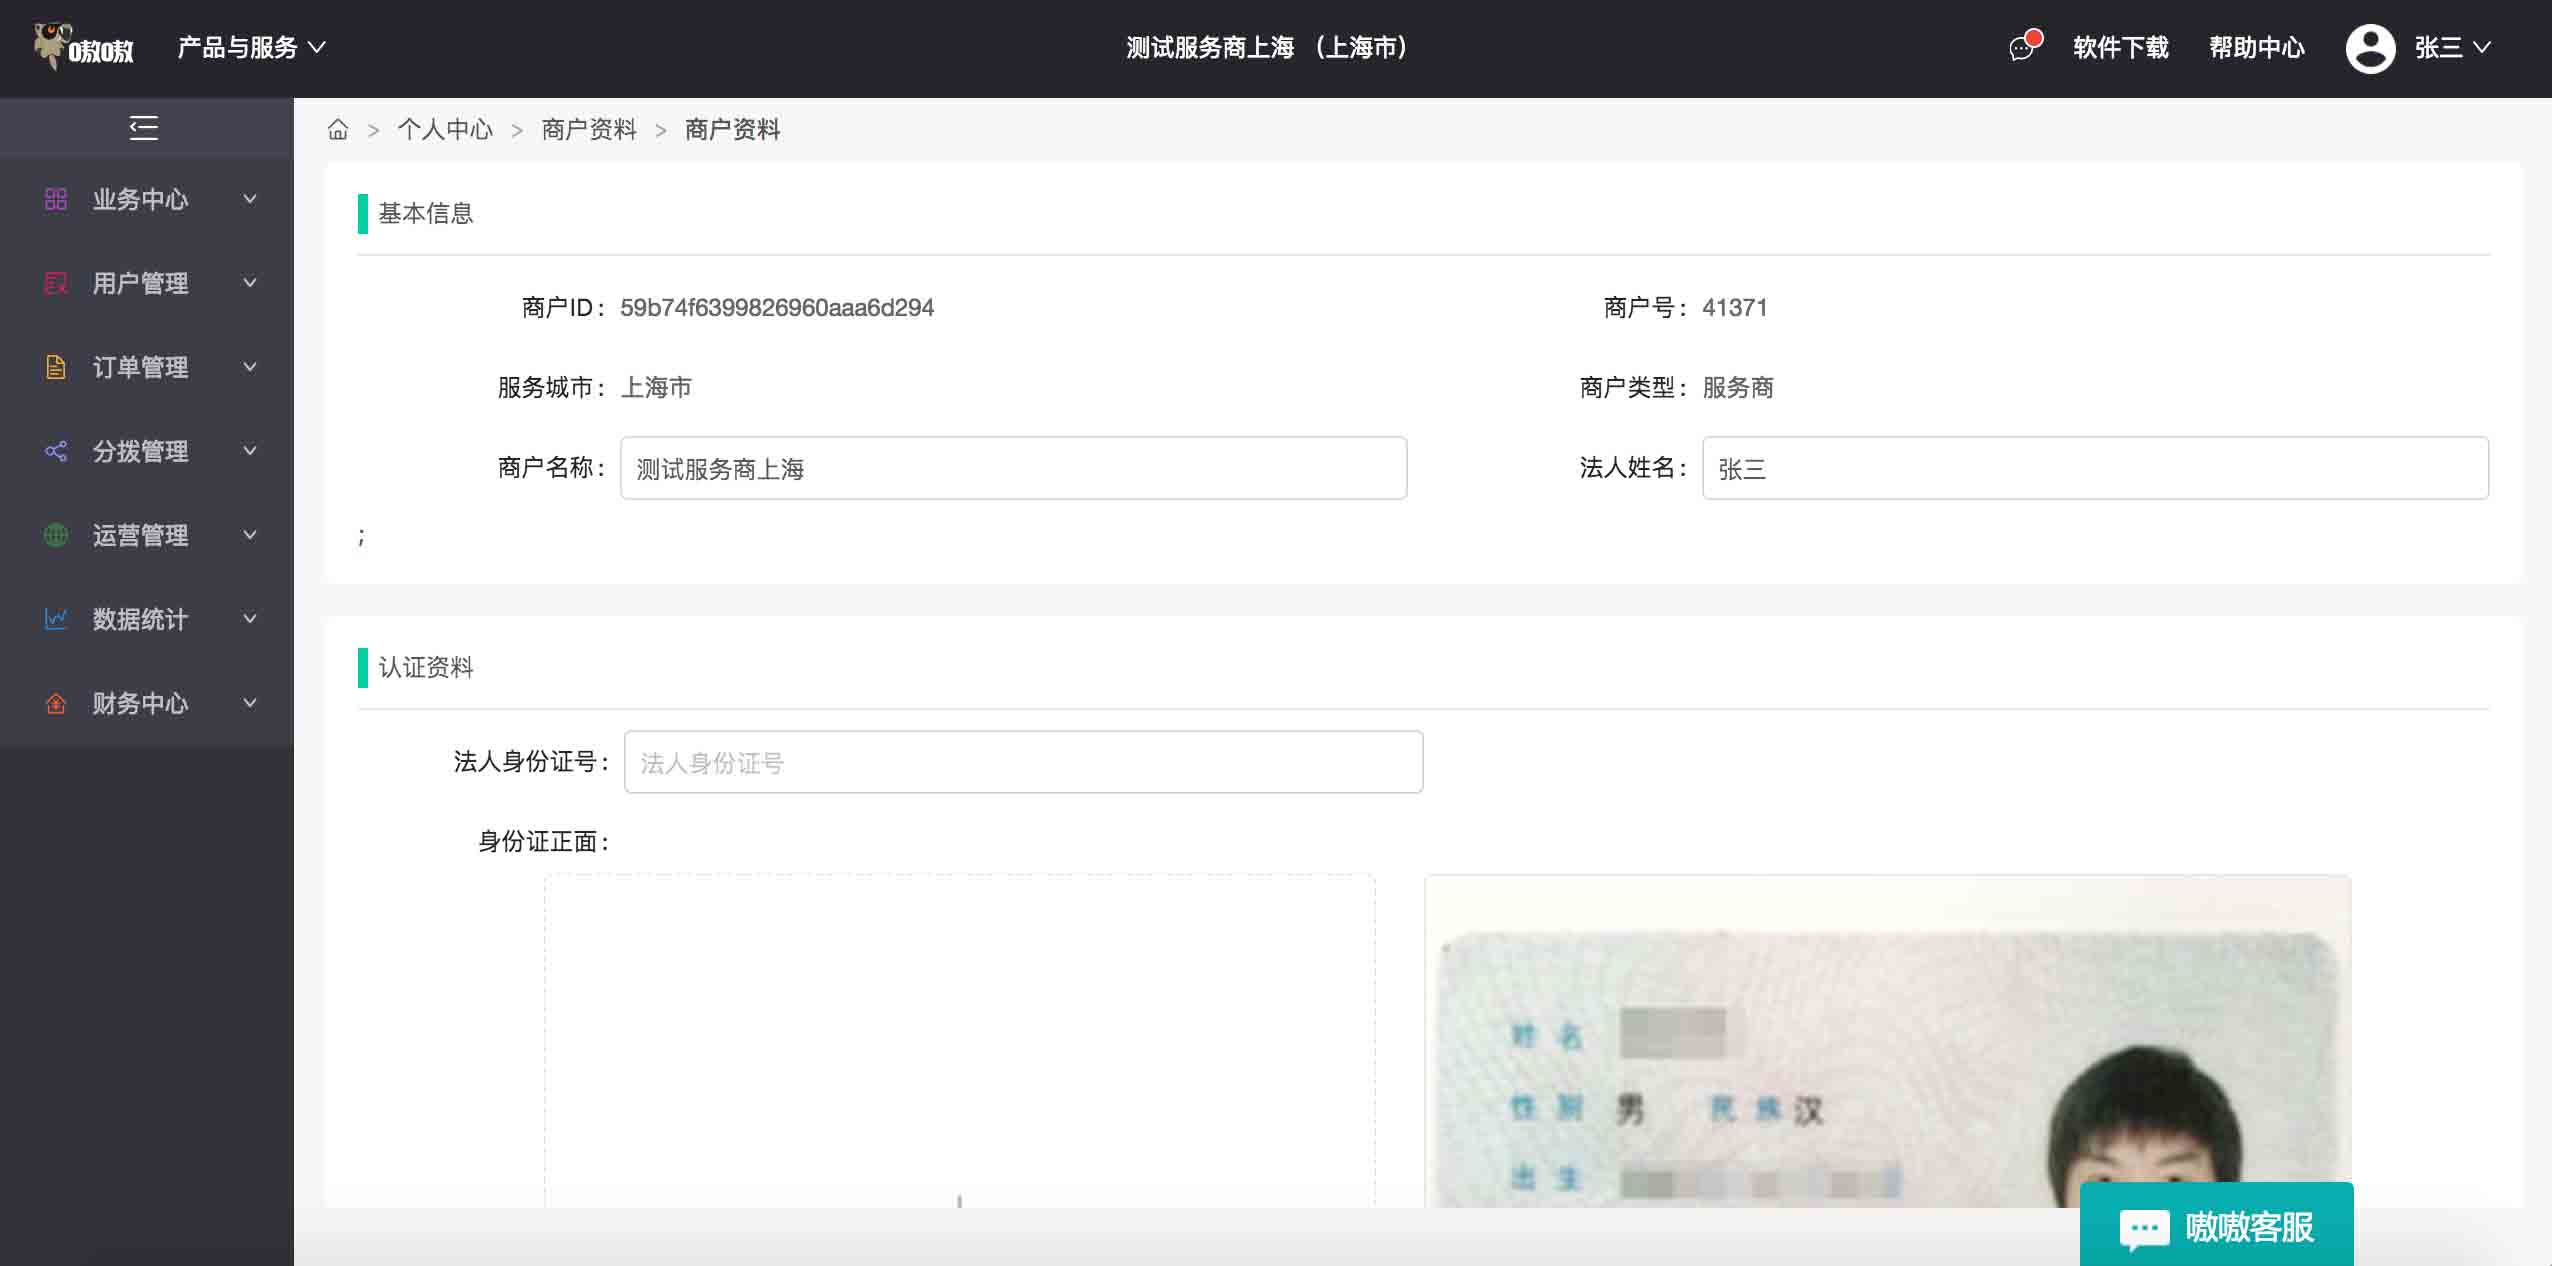 嗷嗷
产品与服务
测试服务商上海 （上海市）
软件下载
帮助中心
张三
业务中心
用户管理
订单管理
分拨管理
运营管理
数据统计
财务中心
> 个人中心 > 商户资料 > 商户资料
基本信息
商户ID： 59b74f6399826960aaa6d294
商户号： 41371
服务城市： 上海市
商户类型： 服务商
商户名称： 测试服务商上海
法人姓名： 张三
;
认证资料
法人身份证号： 法人身份证号
身份证正面：
姓 名
性 别 男 民 族 汉
出 生
嗷嗷客服